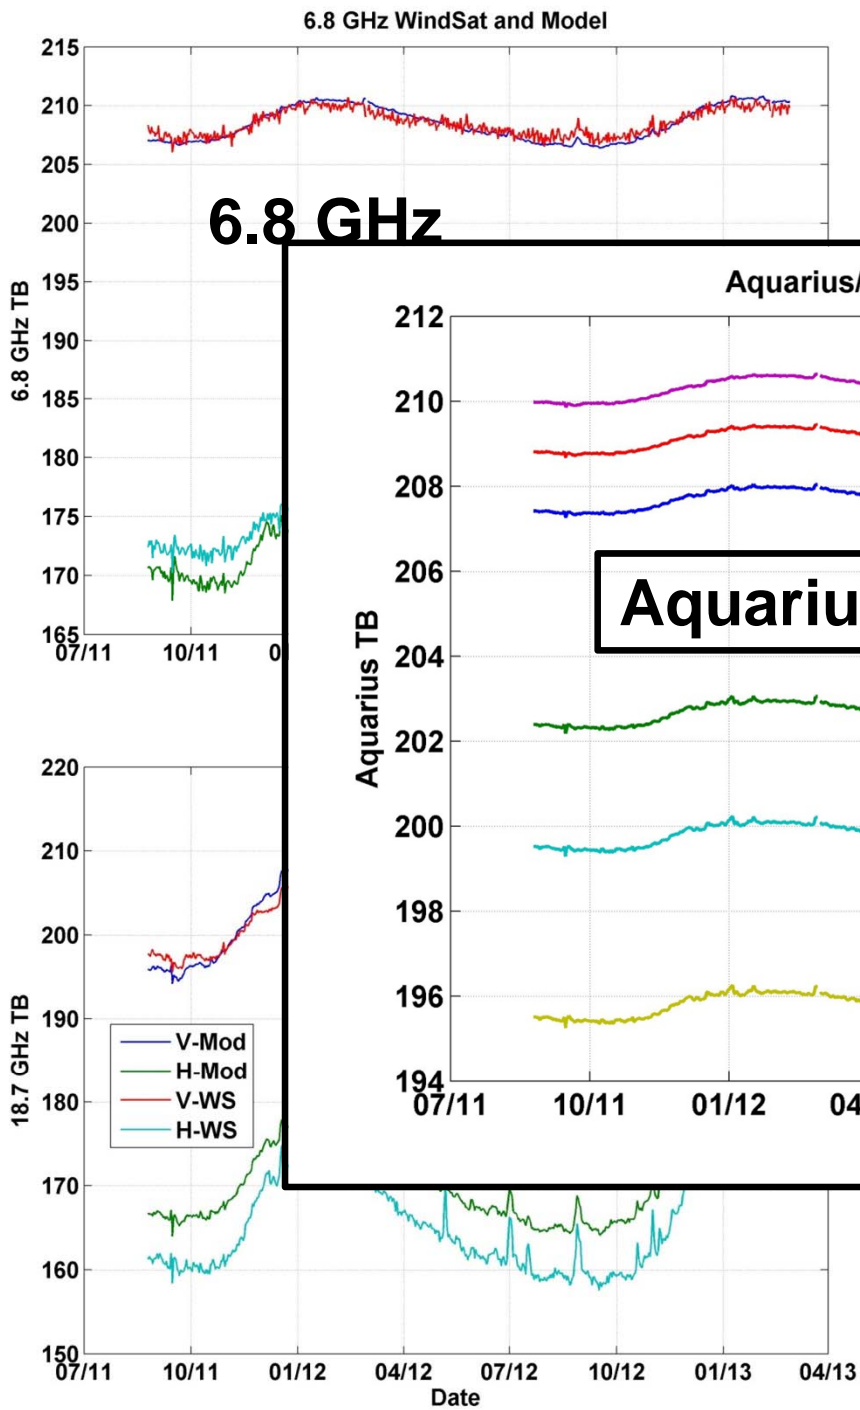 6.8 GHz WindSat and Model
215
210
205
200
195
190
185
180
175
170
165
6.8 GHz TB
07/11 10/11
6.8 GHz
Aquarius/
212
210
208
206
204
202
200
198
196
194
Aquarius TB
07/11 10/11 01/12
Aquariu
220
210
200
190
180
170
160
150
18.7 GHz TB
V-Mod
H-Mod
V-WS
H-WS
07/11 10/11 01/12 04/12 07/12 10/12 01/13 04/13
Date